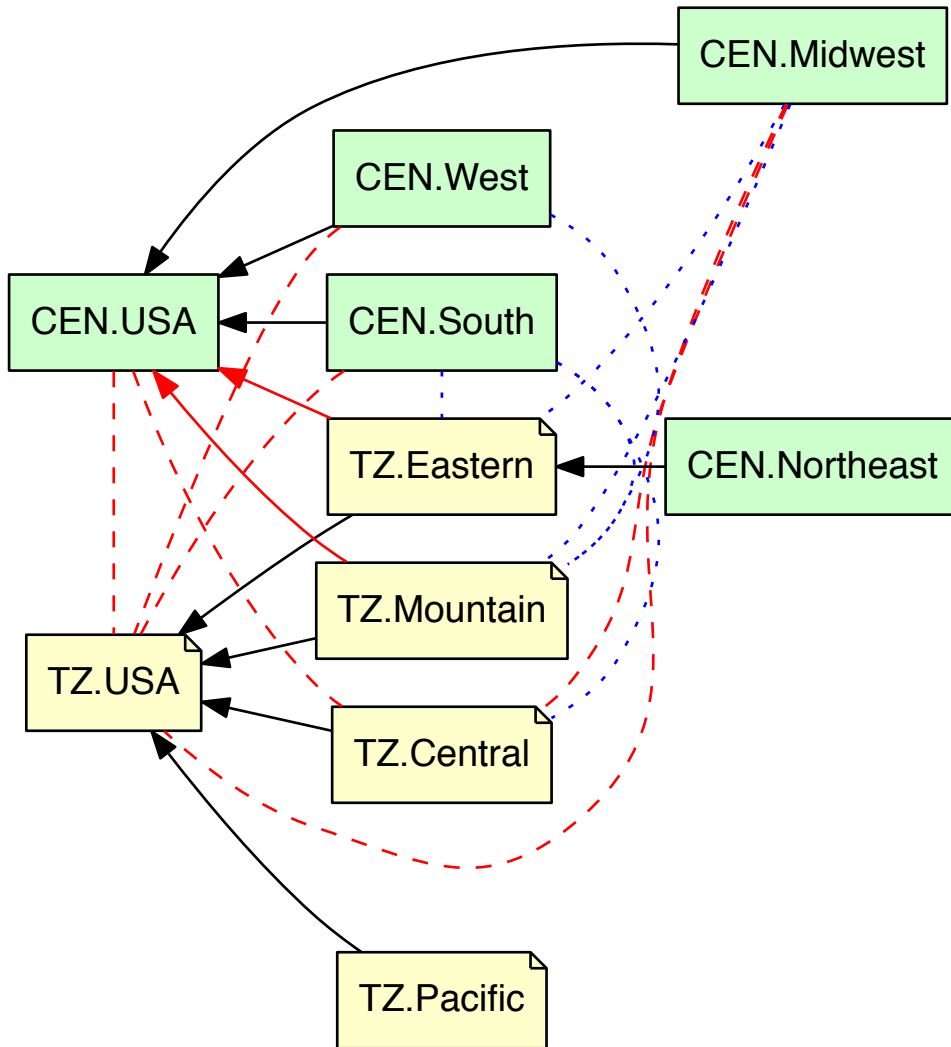 CEN.Midwest
CEN.West
CEN.USA
CEN.South
TZ.Eastern
CEN.Northeast
TZ.Mountain
TZ.USA
TZ.Central
TZ.Pacific